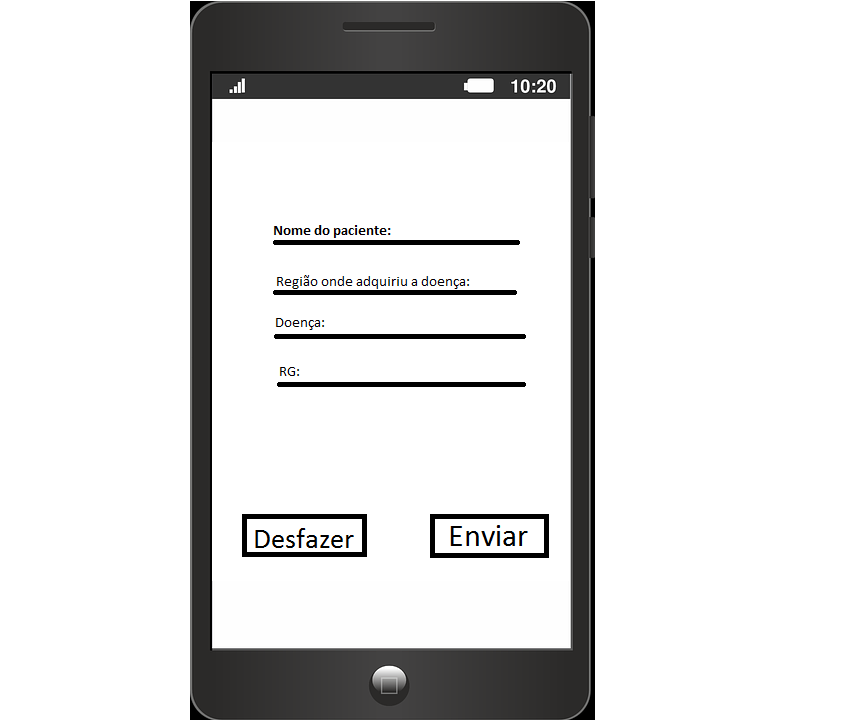 10:20
Nome do paciente:
Região onde adquiriu a doença:
Doença:
RG:
Desfazer
Enviar